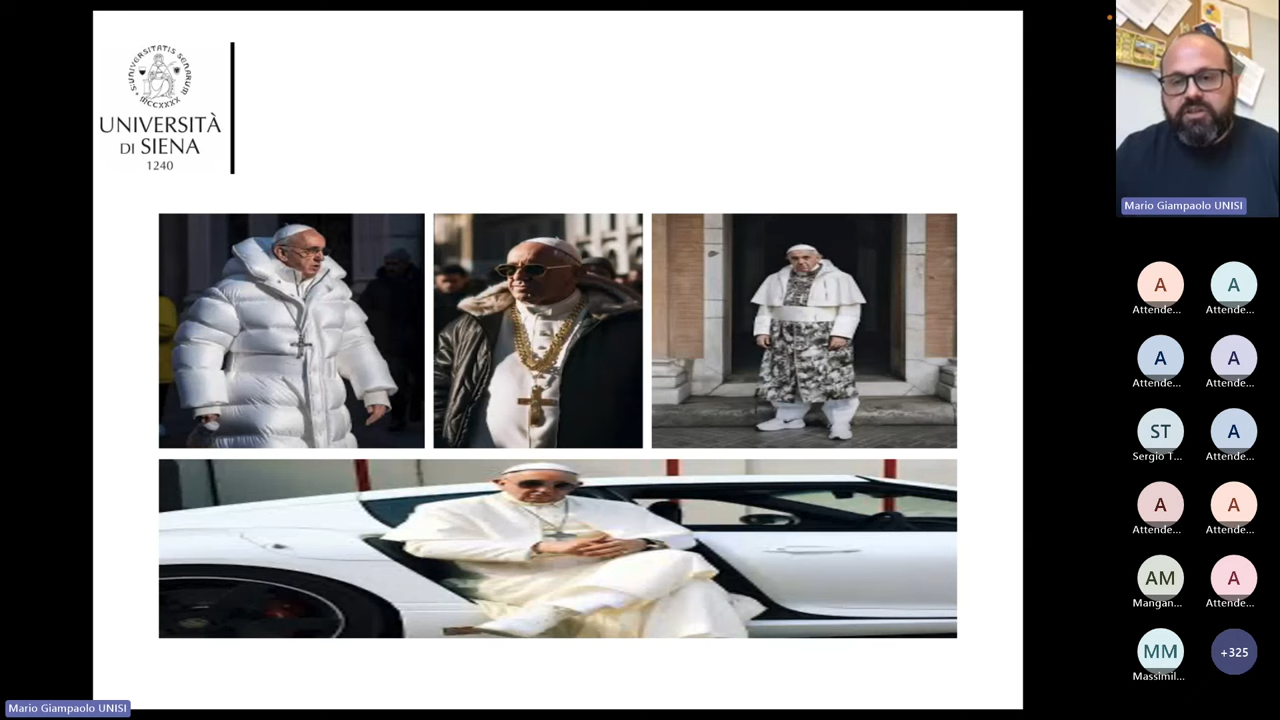 UNIVERSITÀ
DI SIENA
1240
Mario Giampaolo UNISI
A
A
Attende...
Attende...
A
A
Attende...
Attende...
ST
A
Sergio T...
Attende...
A
A
Attende...
Attende...
AM
A
Mangan...
Attende...
MM
+325
Massimil...
Mario Giampaolo UNISI